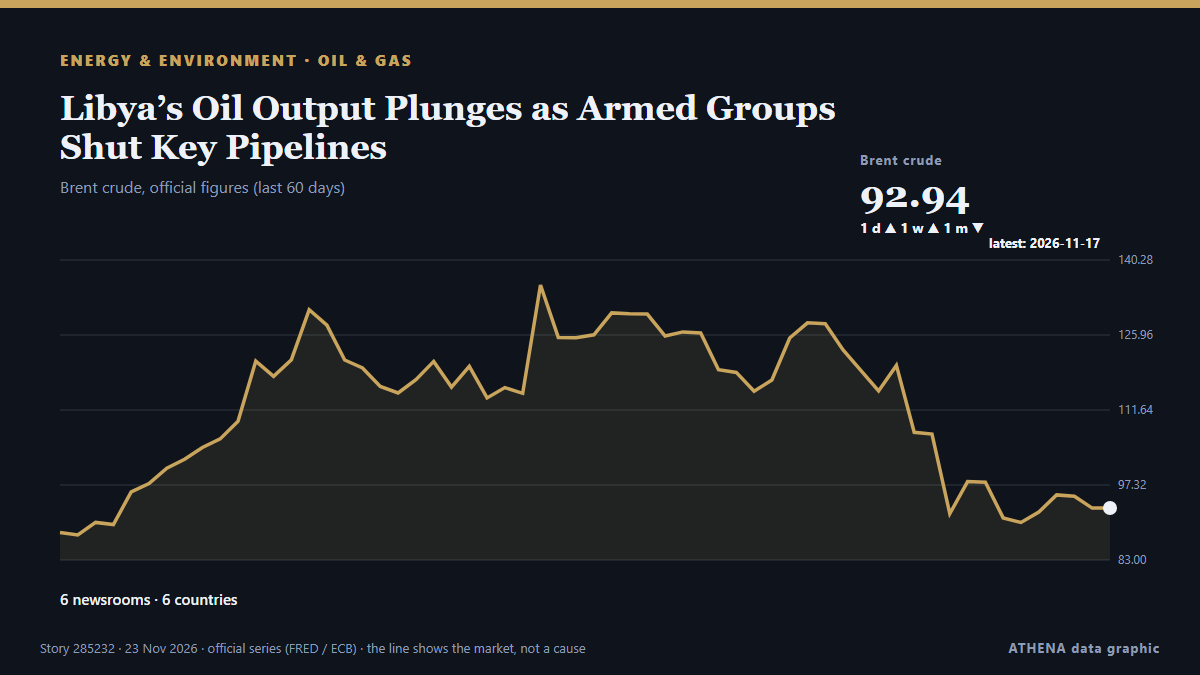 ENERGY & ENVIRONMENT · OIL & GAS
Libya’s Oil Output Plunges as Armed Groups
Shut Key Pipelines
Brent crude, official figures (last 60 days)
Brent crude
92.94
1 d ▲ 1 w ▲ 1 m ▼
latest: 2026-11-17
140.28
125.96
111.64
97.32
83.00
6 newsrooms · 6 countries
Story 285232 · 23 Nov 2026 · official series (FRED / ECB) · the line shows the market, not a cause
ATHENA data graphic